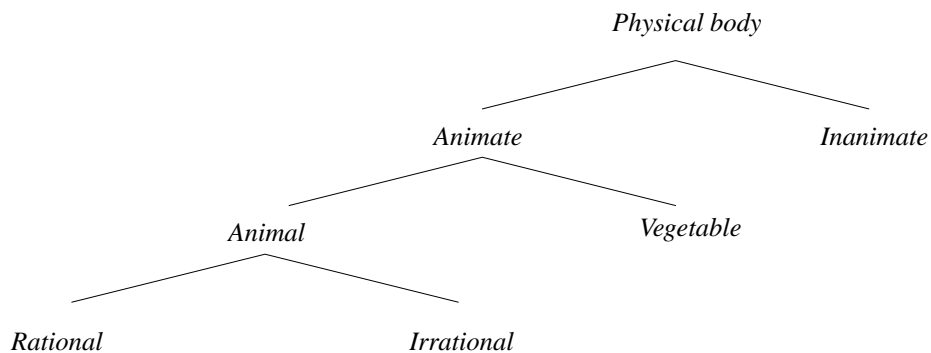 Physical body
Animate
Inanimate
Animal
Vegetable
Rational
Irrational